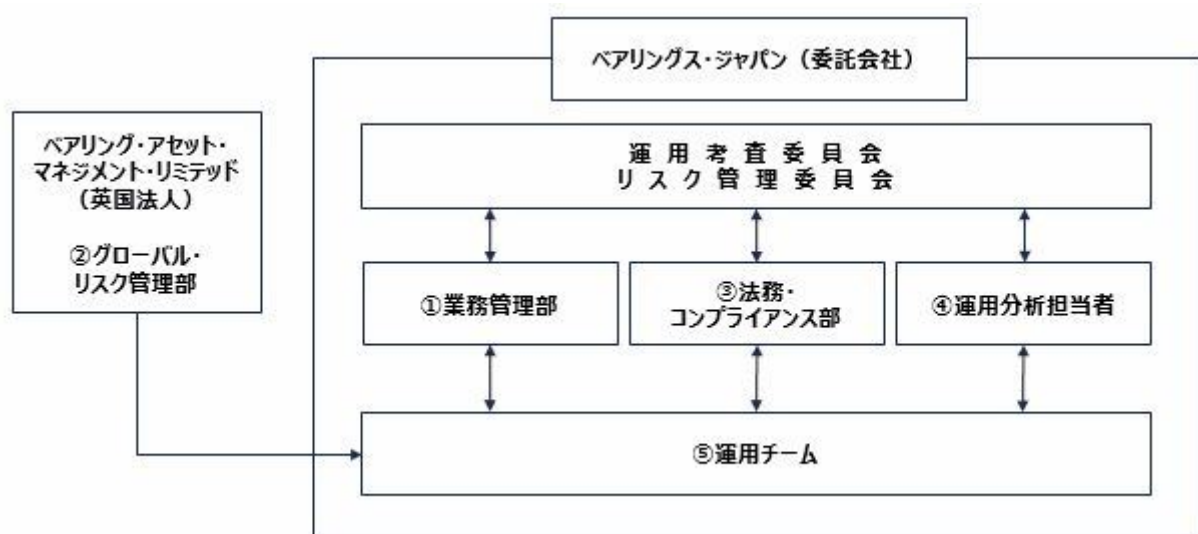 ベアリングス・ジャパン（委託会社）
ベアリング・アセット・
マネジメント・リミテッド
（英国法人）
②グローバル・
リスク管理部
運 用 考 査 委 員 会
リ ス ク 管 理 委 員 会
①業務管理部
③法務・
コンプライアンス部
④運用分析担当者
⑤運用チーム